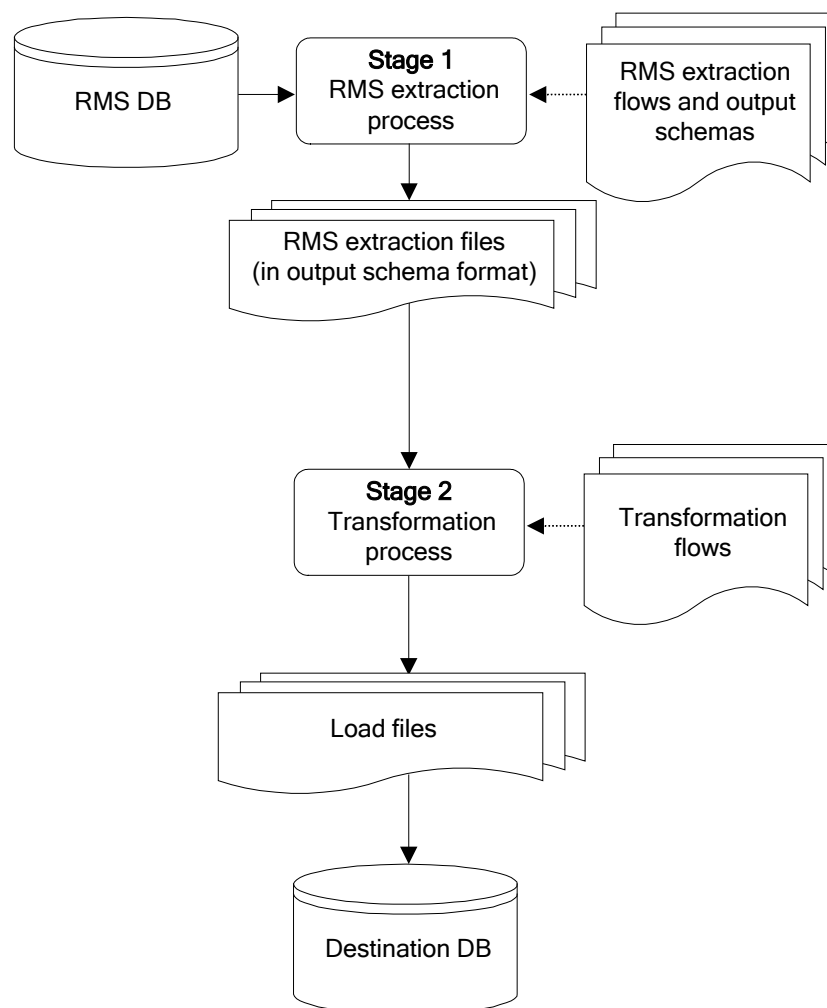 RMS DB
Stage 1
RMS extraction
process
RMS extraction
flows and output
schemas
RMS extraction files
(in output schema format)
Stage 2
Transformation
process
Transformation
flows
Load files
Destination DB